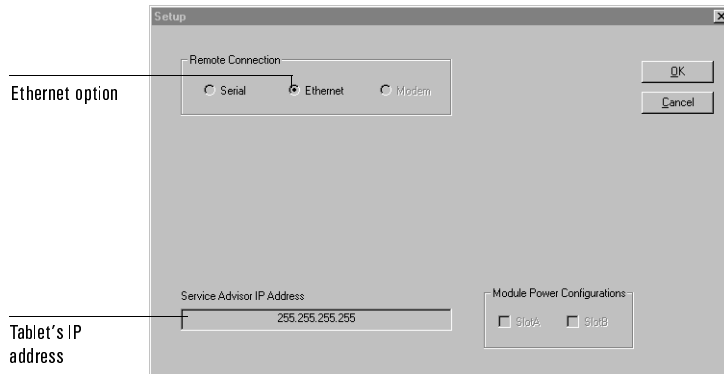 Setup
Remote Connection
Serial
Ethernet
Modem
OK
Cancel
Ethernet option
Service Advisor IP Address
255.255.255.255
Module Power Configurations
SlotA
SlotB
Tablet's IP
address